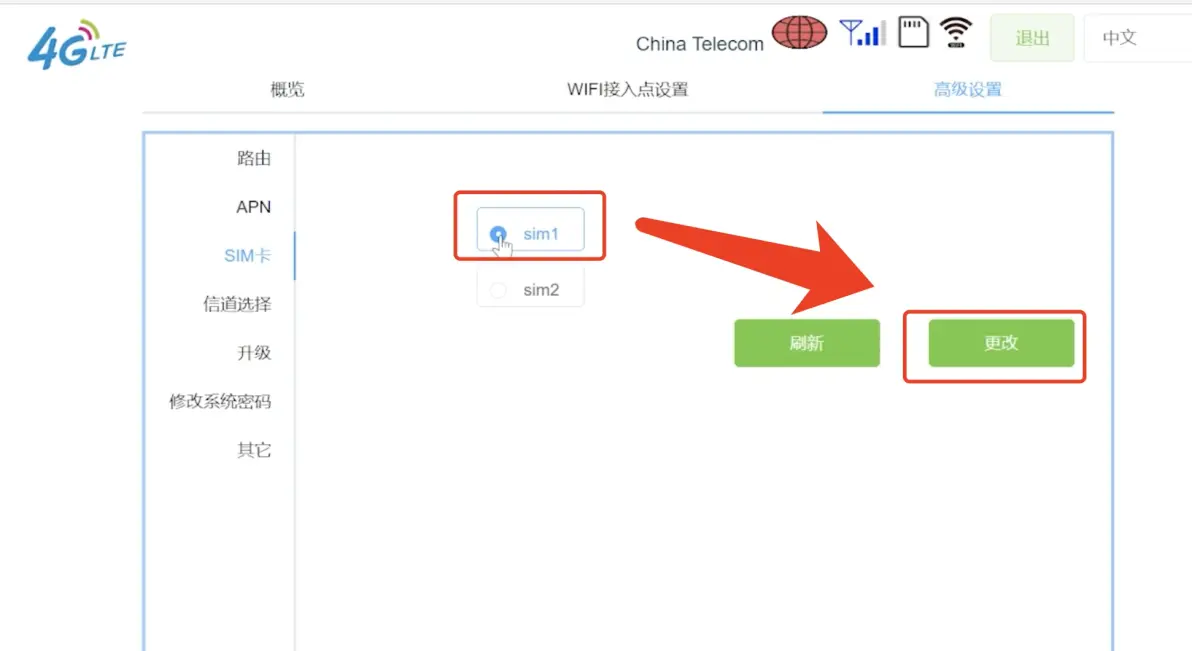 4GLTE
China Telecom
退出
中文
概览
WIFI接入点设置
高级设置
路由
APN
SIM卡
信道选择
升级
修改系统密码
其它
sim1
sim2
刷新
更改